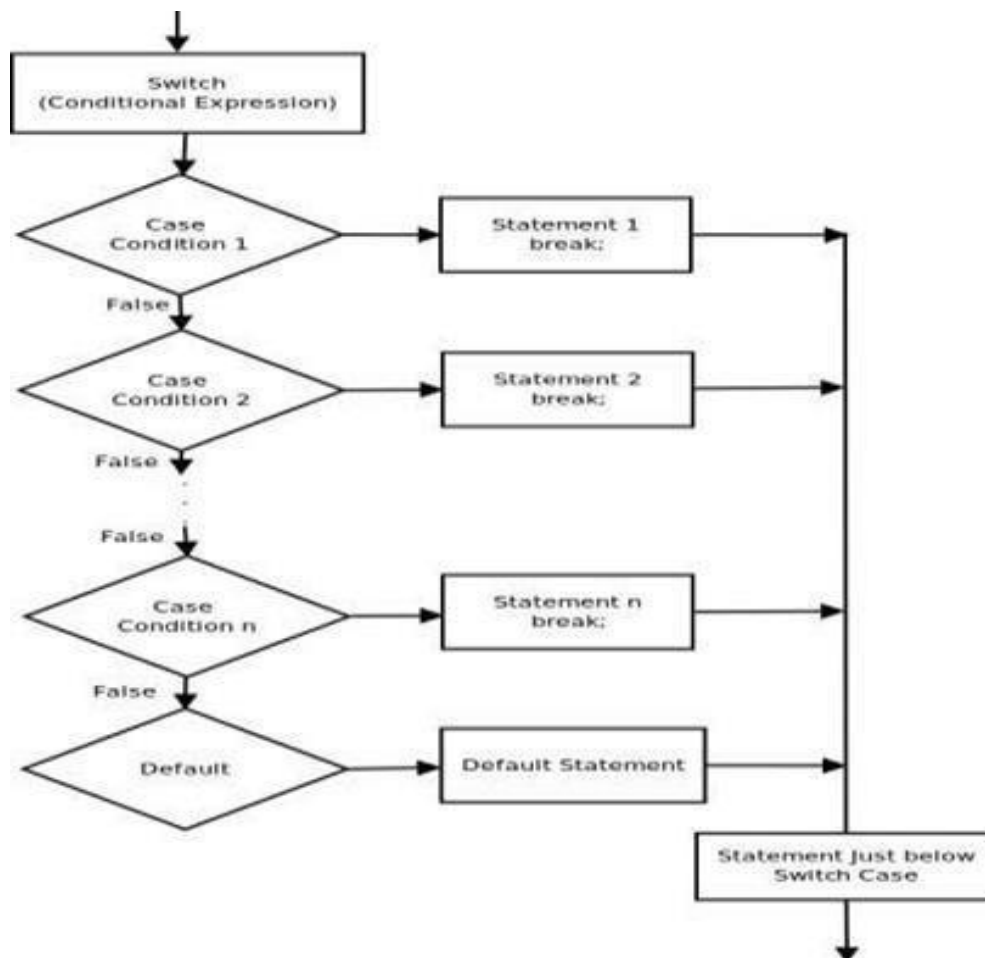 Switch
(Conditional Expression)
Case
Condition 1
Statement 1
break;
False
Case
Condition 2
Statement 2
break;
False
False
Case
Condition n
Statement n
break;
False
Default
Default Statement
Statement Just below
Switch Case